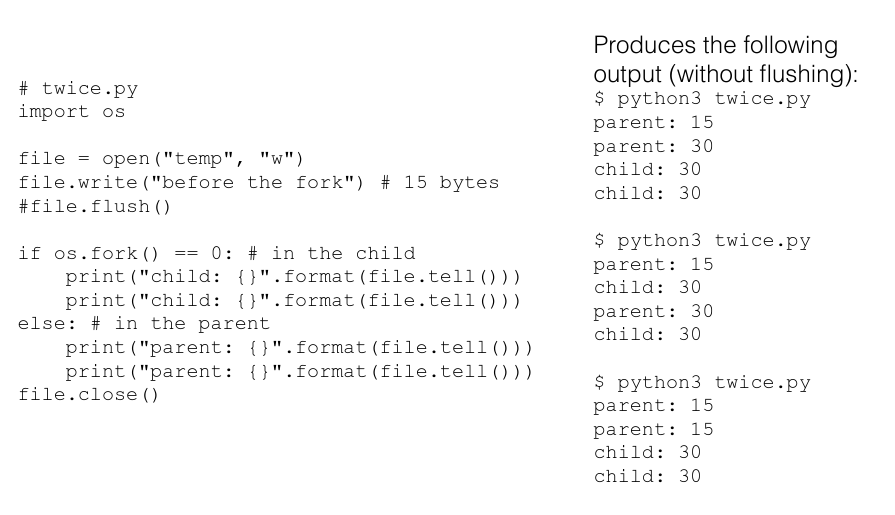 # twice.py
import os
file = open("temp", "w")
file.write("before the fork") # 15 bytes
#file.flush()
if os.fork() == 0: # in the child
    print("child: {}".format(file.tell()))
    print("child: {}".format(file.tell()))
else: # in the parent
    print("parent: {}".format(file.tell()))
    print("parent: {}".format(file.tell()))
file.close()
Produces the following
output (without flushing):
$ python3 twice.py
parent: 15
parent: 30
child: 30
child: 30
$ python3 twice.py
parent: 15
child: 30
parent: 30
child: 30
$ python3 twice.py
parent: 15
parent: 15
child: 30
child: 30